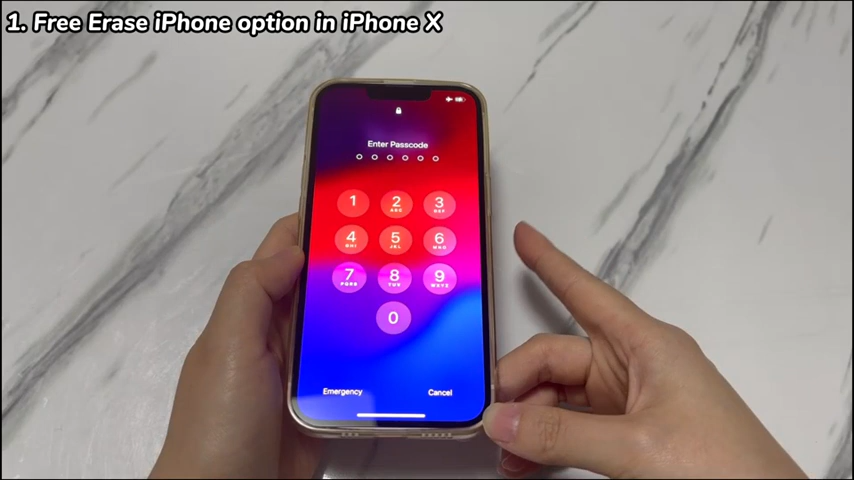 1. Free Erase iPhone option in iPhone X
Enter Passcode
1
2
ABC
3
DEF
4
GHI
5
JKL
6
MNO
7
PQRS
8
TUV
9
WXYZ
0
Emergency
Cancel